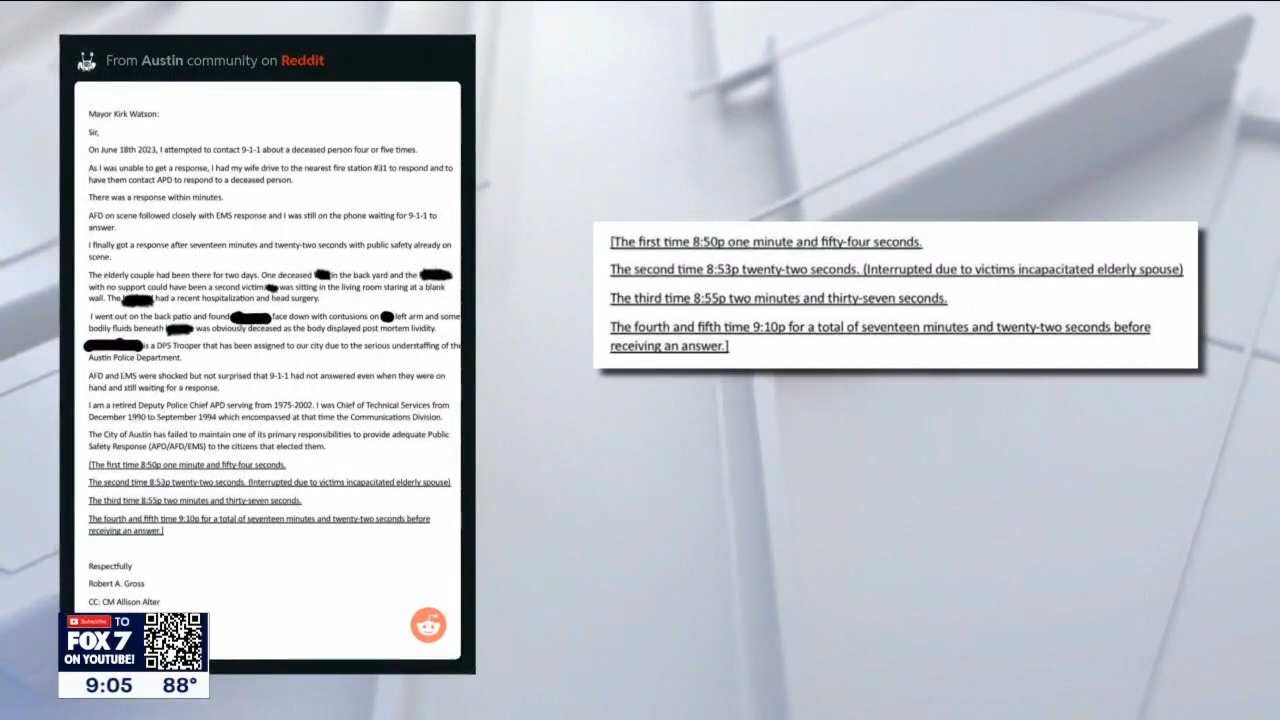 From Austin community on Reddit
Mayor Kirk Watson:
Sir,
On June 18th 2023, I attempted to contact 9-1-1 about a deceased person four or five times.
As I was unable to get a response, I had my wife drive to the nearest fire station #31 to respond and to
have them contact APD to respond to a deceased person.
There was a response within minutes.
AFD on scene followed closely with EMS response and I was still on the phone waiting for 9-1-1 to
answer.
I finally got a response after seventeen minutes and twenty-two seconds with public safety already on
scene.
The elderly couple had been there for two days. One deceased in the back yard and the
with no support could have been a second victim was sitting in the living room staring at a blank
wall. The had a recent hospitalization and head surgery.
I went out on the back patio and found face down with contusions on left arm and some
bodily fluids beneath was obviously deceased as the body displayed post mortem lividity.
is a DPS Trooper that has been assigned to our city due to the serious understaffing of the
Austin Police Department.
AFD and EMS were shocked but not surprised that 9-1-1 had not answered even when they were on
hand and still waiting for a response.
I am a retired Deputy Police Chief APD serving from 1975-2002. I was Chief of Technical Services from
December 1990 to September 1994 which encompassed at that time the Communications Division.
The City of Austin has failed to maintain one of its primary responsibilities to provide adequate Public
Safety Response (APD/AFD/EMS) to the citizens that elected them.
[The first time 8:50p one minute and fifty-four seconds.
The second time 8:53p twenty-two seconds. (Interrupted due to victims incapacitated elderly spouse)
The third time 8:55p two minutes and thirty-seven seconds.
The fourth and fifth time 9:10p for a total of seventeen minutes and twenty-two seconds before
receiving an answer.]
Respectfully
Robert A. Gross
CC: CM Allison Alter
[The first time 8:50p one minute and fifty-four seconds.
The second time 8:53p twenty-two seconds. (Interrupted due to victims incapacitated elderly spouse)
The third time 8:55p two minutes and thirty-seven seconds.
The fourth and fifth time 9:10p for a total of seventeen minutes and twenty-two seconds before
receiving an answer.]
Subscribe TO
FOX 7
ON YOUTUBE!
9:05 88°